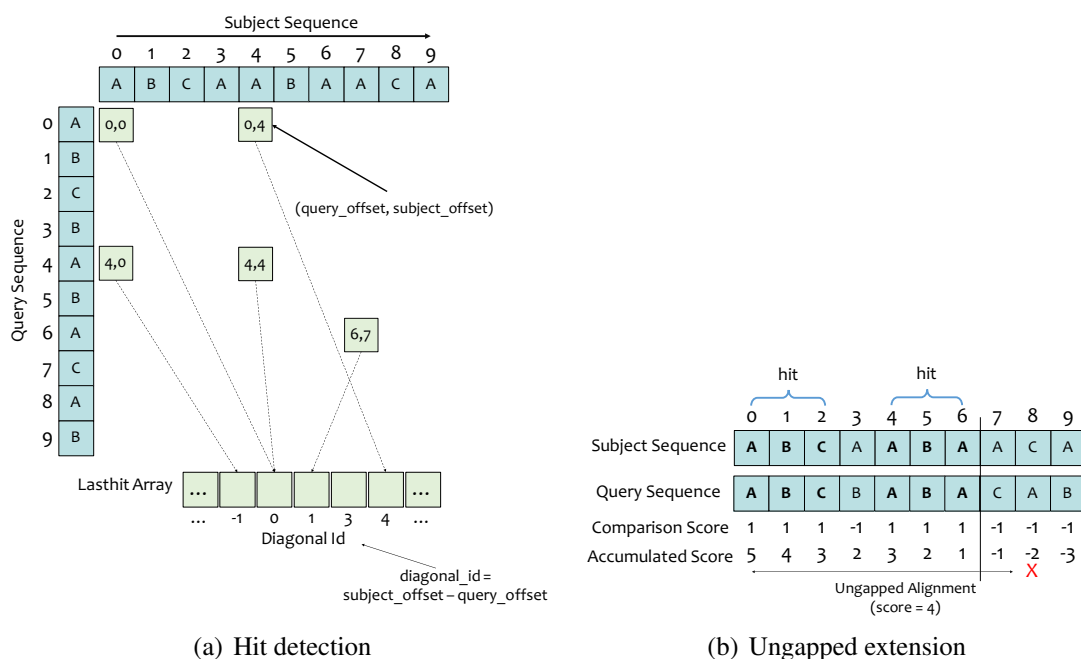 Subject Sequence
0 1 2 3 4 5 6 7 8 9
A B C A A B A A C A
Query Sequence
0 A 0,0 0,4
1 B
2 C (query_offset, subject_offset)
3 B
4 A 4,0 4,4
5 B
6 A 6,7
7 C
8 A
9 B
Lasthit Array ... ...
... -1 0 1 3 4 ...
Diagonal Id
diagonal_id =
subject_offset – query_offset
(a) Hit detection
hit hit
0 1 2 3 4 5 6 7 8 9
Subject Sequence A B C A A B A A C A
Query Sequence A B C B A B A C A B
Comparison Score 1 1 1 -1 1 1 1 -1 -1 -1
Accumulated Score 5 4 3 2 3 2 1 -1 -2 -3
X
Ungapped Alignment
(score = 4)
(b) Ungapped extension